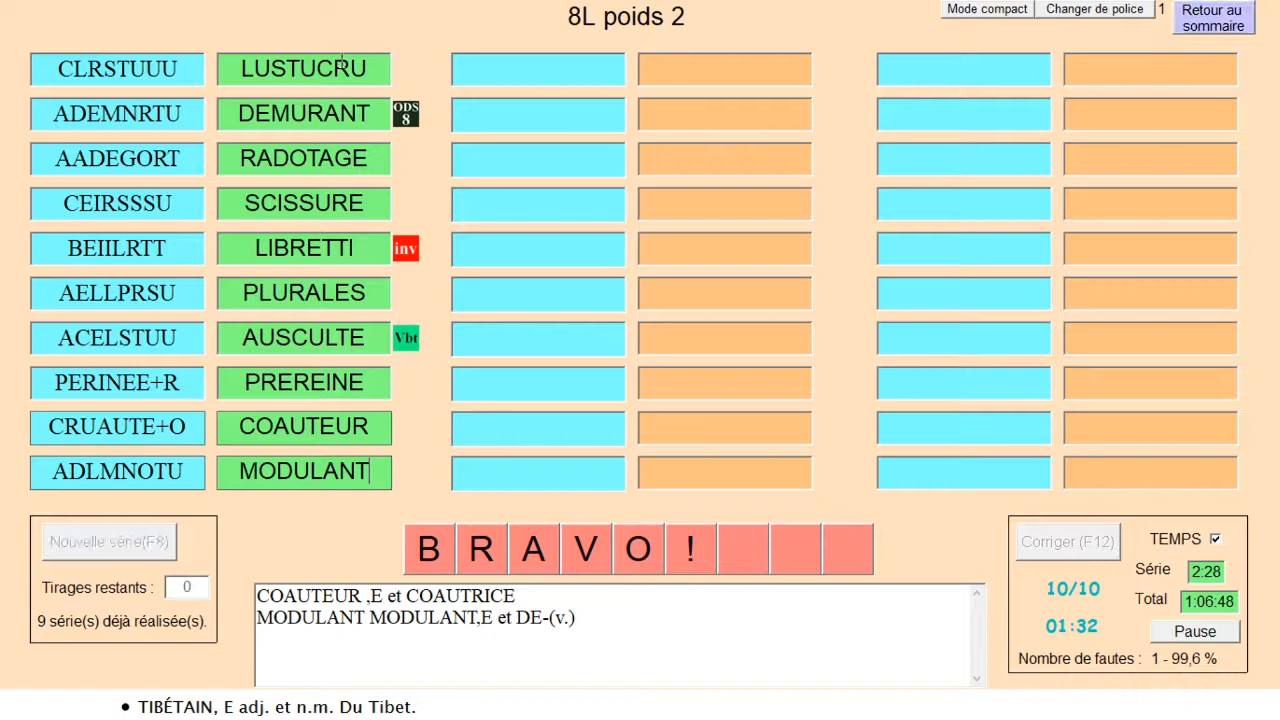 8L poids 2
Mode compact
Changer de police
1
Retour au
sommaire
CLRSTUUU LUSTUCRU
ADEMNRTU DEMURANT ODS 8
AADEGORT RADOTAGE
CEIRSSSU SCISSURE
BEIILRTT LIBRETTI inv
AELLPRSU PLURALES
ACELSTUU AUSCULTE Vbt
PERINEE+R PREREINE
CRUAUTE+O COAUTEUR
ADLMNOTU MODULANT
Nouvelle série(F8)
Tirages restants : 0
9 série(s) déjà réalisée(s).
B R A V O !
COAUTEUR ,E et COAUTRICE
MODULANT MODULANT,E et DE-(v.)
Corriger (F12)
TEMPS
Série 2:28
10/10
Total 1:06:48
01:32
Pause
Nombre de fautes : 1 - 99,6 %
• TIBÉTAIN, E adj. et n.m. Du Tibet.